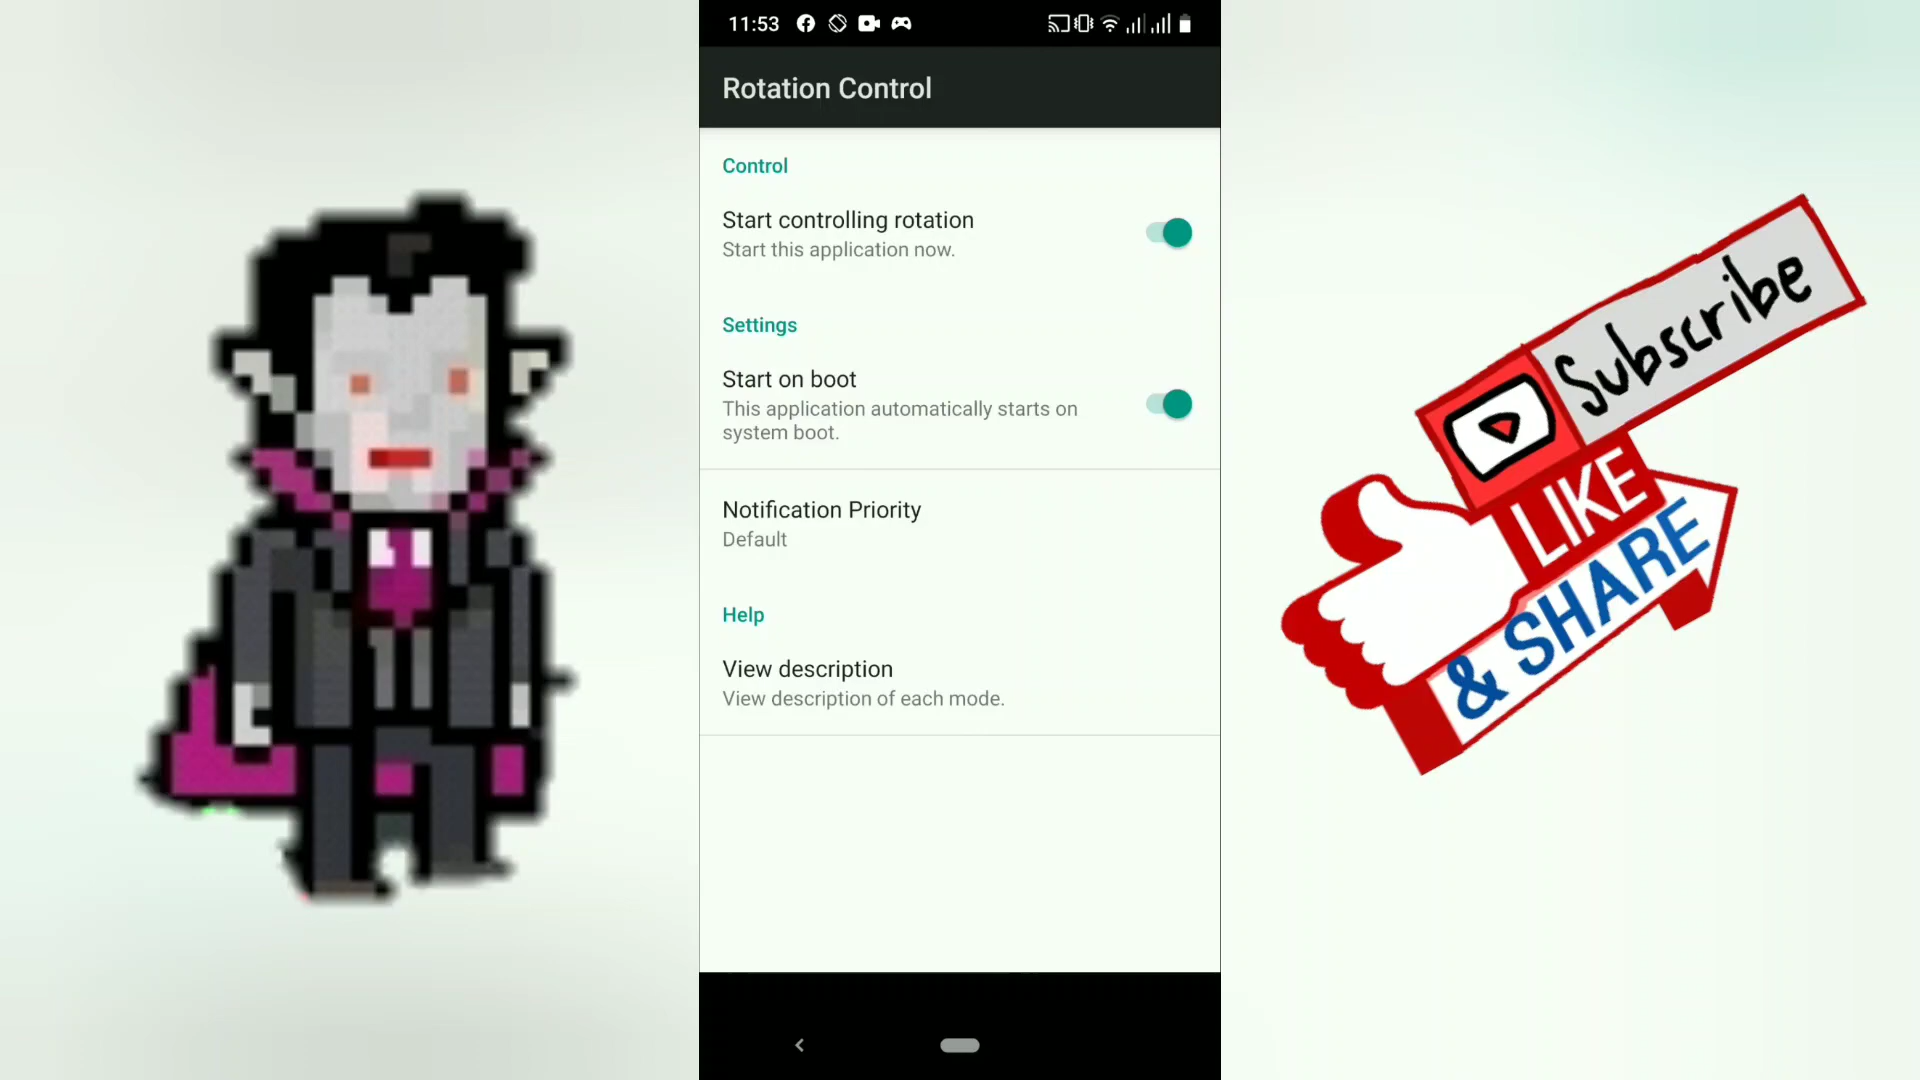 11:53
Rotation Control
Control
Start controlling rotation
Start this application now.
Settings
Start on boot
This application automatically starts on
system boot.
Notification Priority
Default
Help
View description
View description of each mode.
Subscribe
LIKE
& SHARE